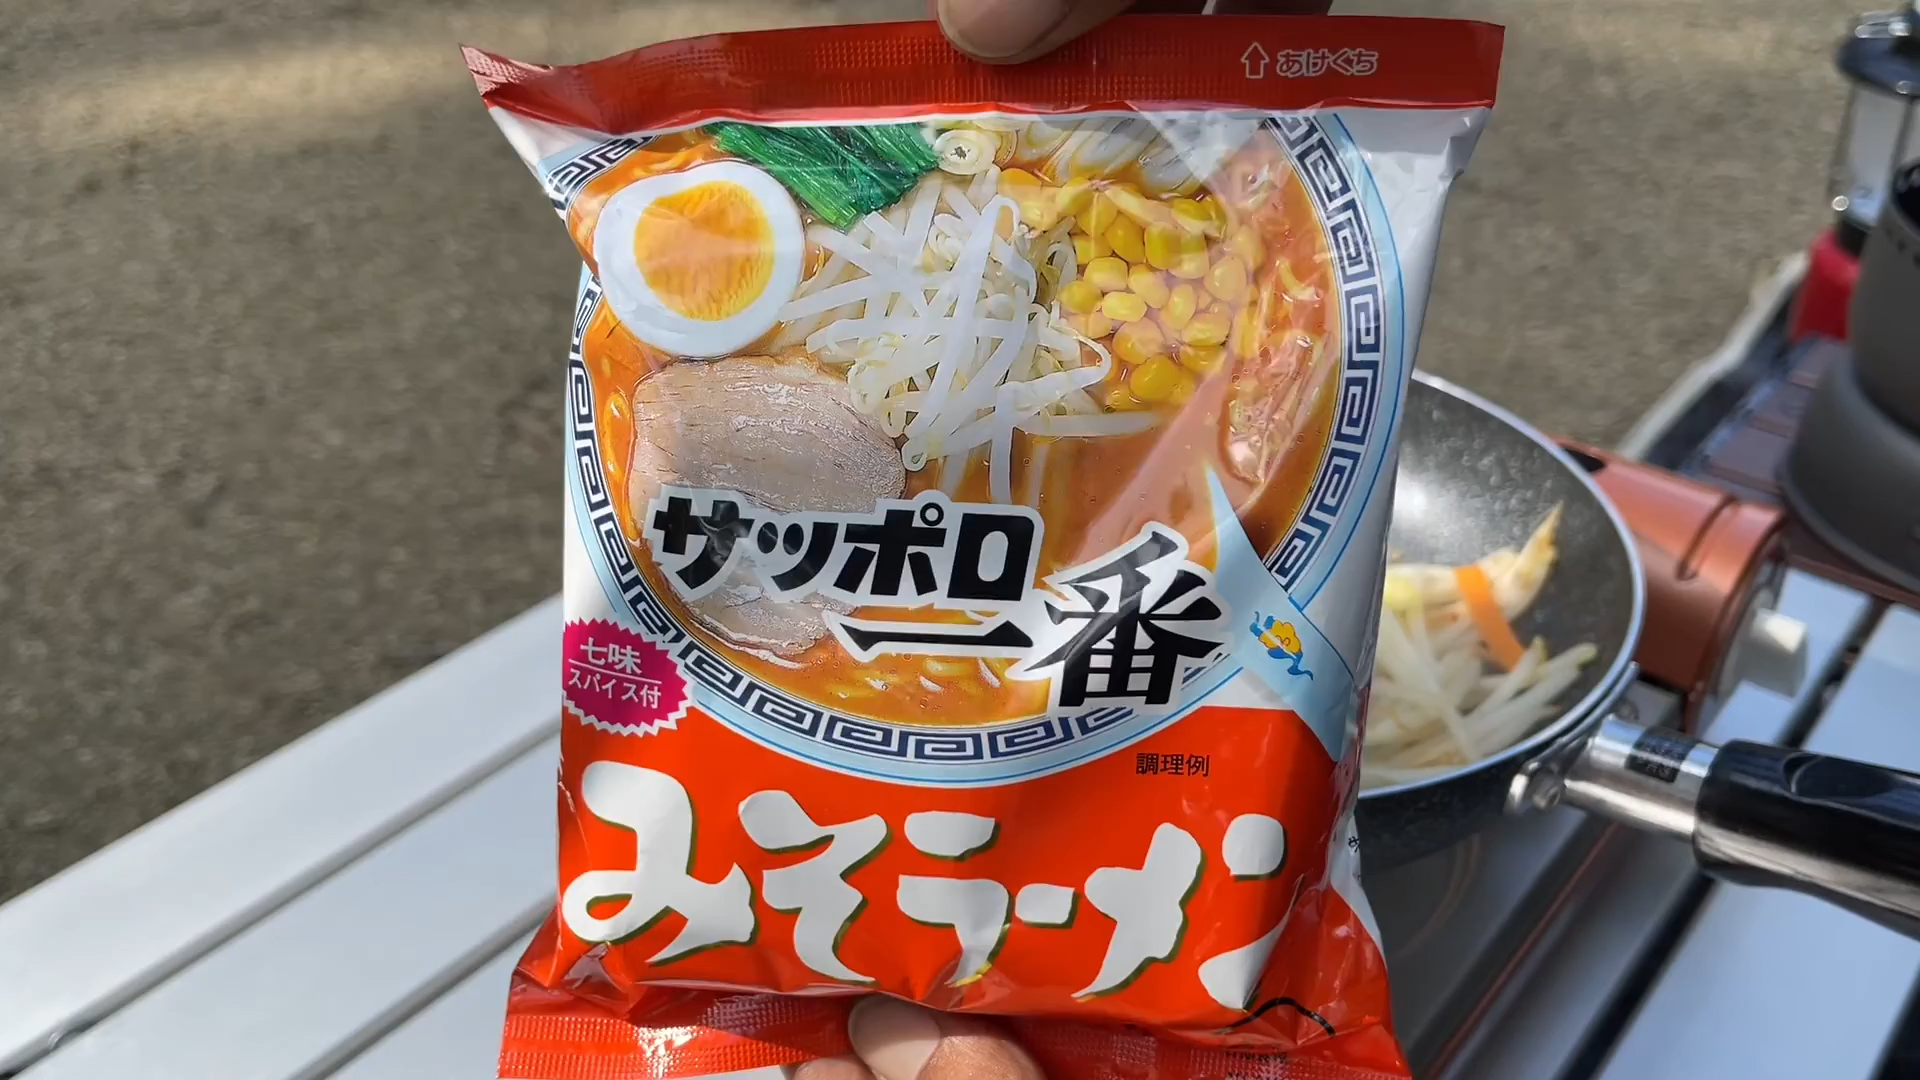 あけくち
サッポロ
一番
七味
スパイス付
調理例
みそラーメン